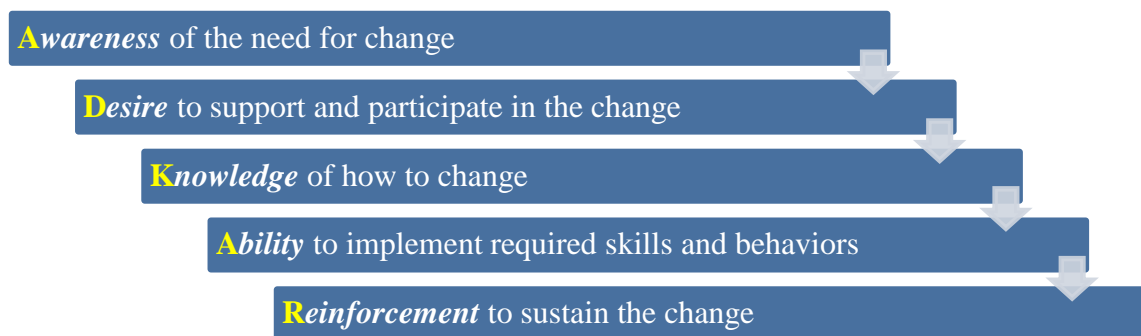 Awareness of the need for change
Desire to support and participate in the change
Knowledge of how to change
Ability to implement required skills and behaviors
Reinforcement to sustain the change